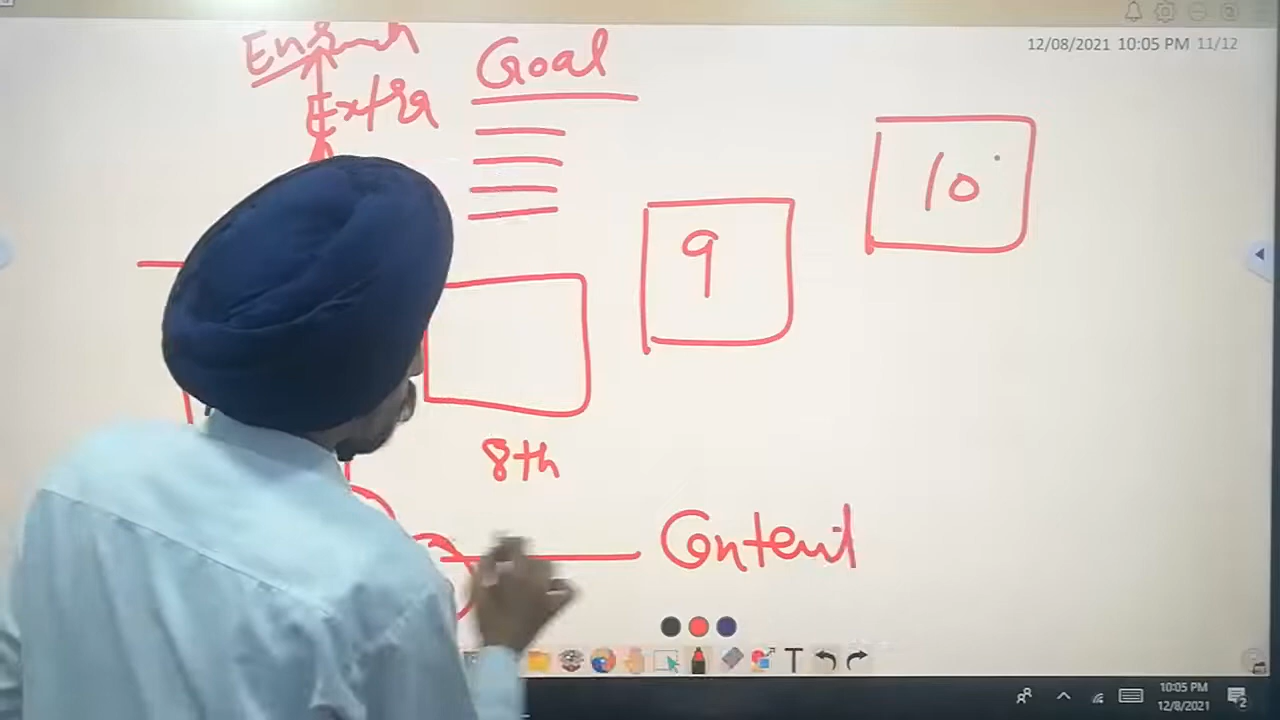 12/08/2021 10:05 PM 11/12
Goal
Extra
10
9
8th
Content
T
10:05 PM
12/8/2021